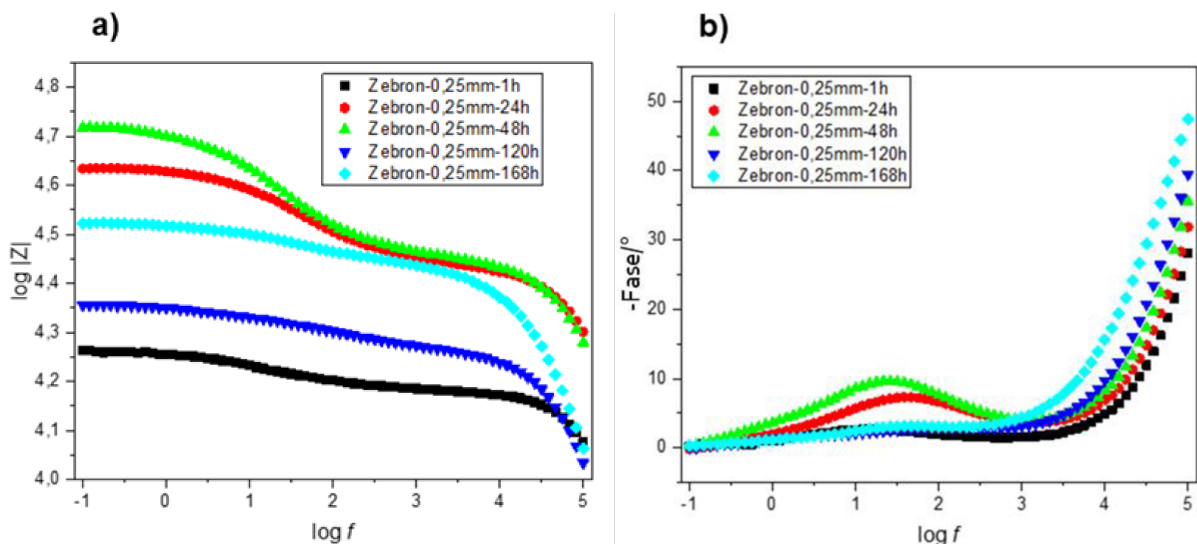 a)
log |Z|
4,8
4,7
4,6
4,5
4,4
4,3
4,2
4,1
4,0
Zebron-0,25mm-1h
Zebron-0,25mm-24h
Zebron-0,25mm-48h
Zebron-0,25mm-120h
Zebron-0,25mm-168h
-1 0 1 2 3 4 5
log f
b)
-Fase/°
50
40
30
20
10
0
Zebron-0,25mm-1h
Zebron-0,25mm-24h
Zebron-0,25mm-48h
Zebron-0,25mm-120h
Zebron-0,25mm-168h
-1 0 1 2 3 4 5
log f